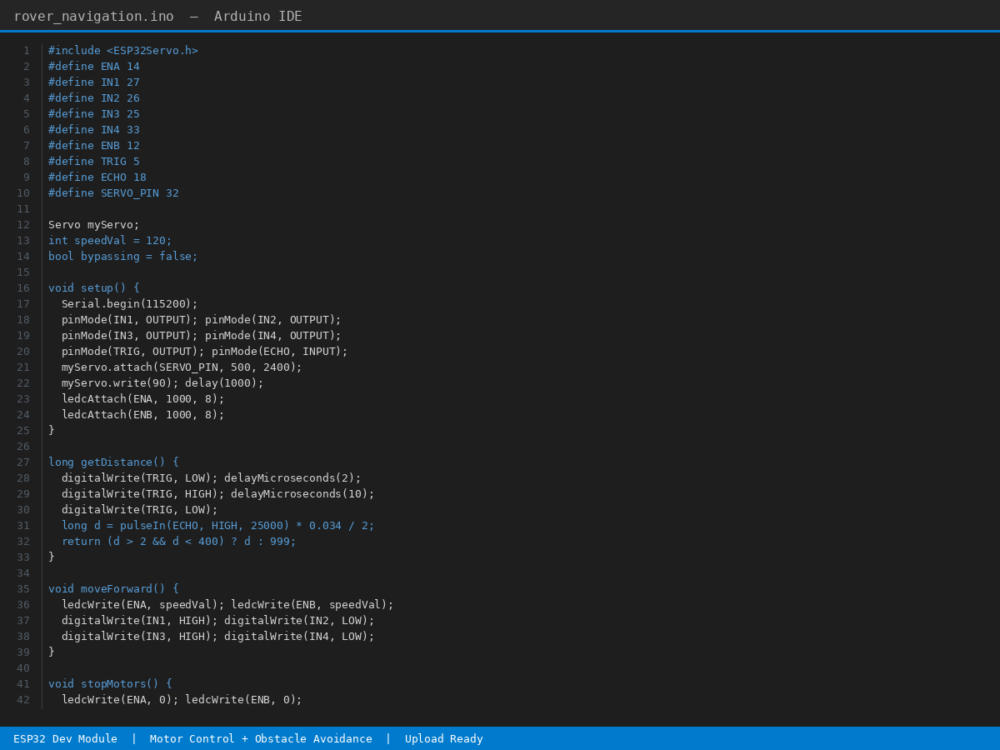 rover_navigation.ino — Arduino IDE
1 #include <ESP32Servo.h>
2 #define ENA 14
3 #define IN1 27
4 #define IN2 26
5 #define IN3 25
6 #define IN4 33
7 #define ENB 12
8 #define TRIG 5
9 #define ECHO 18
10 #define SERVO_PIN 32
11
12 Servo myServo;
13 int speedVal = 120;
14 bool bypassing = false;
15
16 void setup() {
17   Serial.begin(115200);
18   pinMode(IN1, OUTPUT); pinMode(IN2, OUTPUT);
19   pinMode(IN3, OUTPUT); pinMode(IN4, OUTPUT);
20   pinMode(TRIG, OUTPUT); pinMode(ECHO, INPUT);
21   myServo.attach(SERVO_PIN, 500, 2400);
22   myServo.write(90); delay(1000);
23   ledcAttach(ENA, 1000, 8);
24   ledcAttach(ENB, 1000, 8);
25 }
26
27 long getDistance() {
28   digitalWrite(TRIG, LOW); delayMicroseconds(2);
29   digitalWrite(TRIG, HIGH); delayMicroseconds(10);
30   digitalWrite(TRIG, LOW);
31   long d = pulseIn(ECHO, HIGH, 25000) * 0.034 / 2;
32   return (d > 2 && d < 400) ? d : 999;
33 }
34
35 void moveForward() {
36   ledcWrite(ENA, speedVal); ledcWrite(ENB, speedVal);
37   digitalWrite(IN1, HIGH); digitalWrite(IN2, LOW);
38   digitalWrite(IN3, HIGH); digitalWrite(IN4, LOW);
39 }
40
41 void stopMotors() {
42   ledcWrite(ENA, 0); ledcWrite(ENB, 0);
ESP32 Dev Module | Motor Control + Obstacle Avoidance | Upload Ready